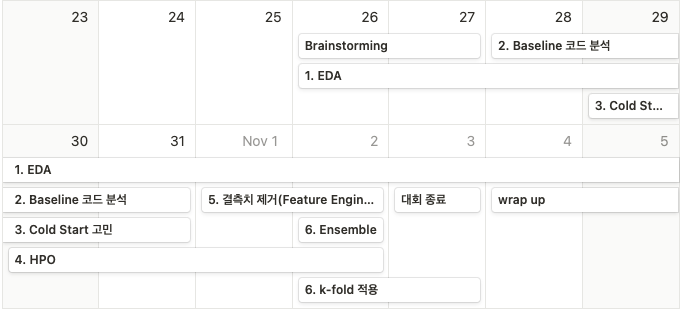 23 24 25 26 27 28 29
Brainstorming
2. Baseline 코드 분석
1. EDA
3. Cold St...
30 31 Nov 1 2 3 4 5
1. EDA
2. Baseline 코드 분석
5. 결측치 제거(Feature Engin...
대회 종료
wrap up
3. Cold Start 고민
6. Ensemble
4. HPO
6. k-fold 적용